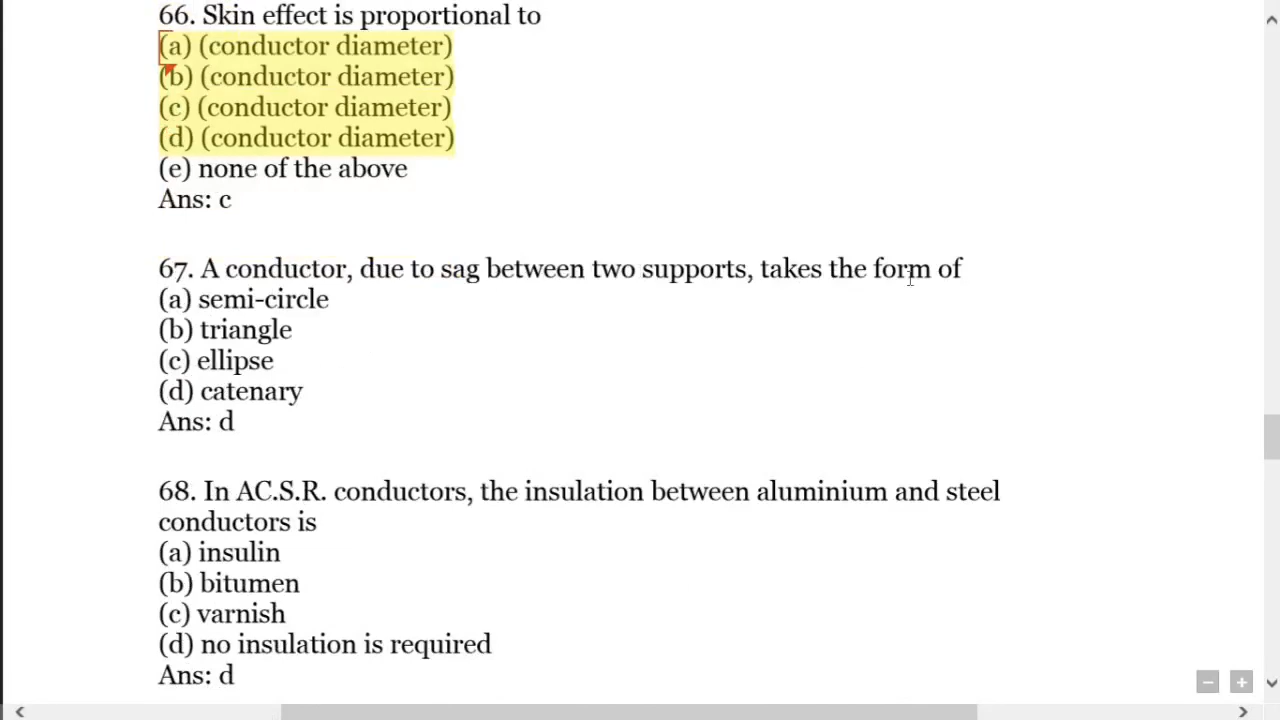 66. Skin effect is proportional to
(a) (conductor diameter)
(b) (conductor diameter)
(c) (conductor diameter)
(d) (conductor diameter)
(e) none of the above
Ans: c
67. A conductor, due to sag between two supports, takes the form of
(a) semi-circle
(b) triangle
(c) ellipse
(d) catenary
Ans: d
68. In AC.S.R. conductors, the insulation between aluminium and steel
conductors is
(a) insulin
(b) bitumen
(c) varnish
(d) no insulation is required
Ans: d